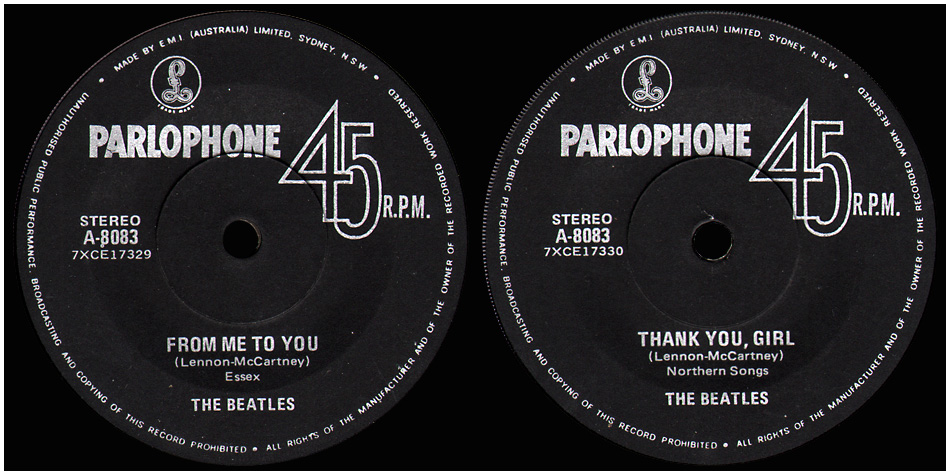 • MADE BY E.M.I. (AUSTRALIA) LIMITED, SYDNEY, N S W •
UNAUTHORISED PUBLIC PERFORMANCE, BROADCASTING AND COPYING OF THIS RECORD PROHIBITED • ALL RIGHTS OF THE MANUFACTURER AND OF THE OWNER OF THE RECORDED WORK RESERVED
£
TRADE MARK
PARLOPHONE
45
R.P.M.
STEREO
A-8083
7XCE17329
FROM ME TO YOU
(Lennon-McCartney)
Essex
THE BEATLES
• MADE BY E.M.I. (AUSTRALIA) LIMITED, SYDNEY, N S W •
UNAUTHORISED PUBLIC PERFORMANCE, BROADCASTING AND COPYING OF THIS RECORD PROHIBITED • ALL RIGHTS OF THE MANUFACTURER AND OF THE OWNER OF THE RECORDED WORK RESERVED
£
TRADE MARK
PARLOPHONE
45
R.P.M.
STEREO
A-8083
7XCE17330
THANK YOU, GIRL
(Lennon-McCartney)
Northern Songs
THE BEATLES